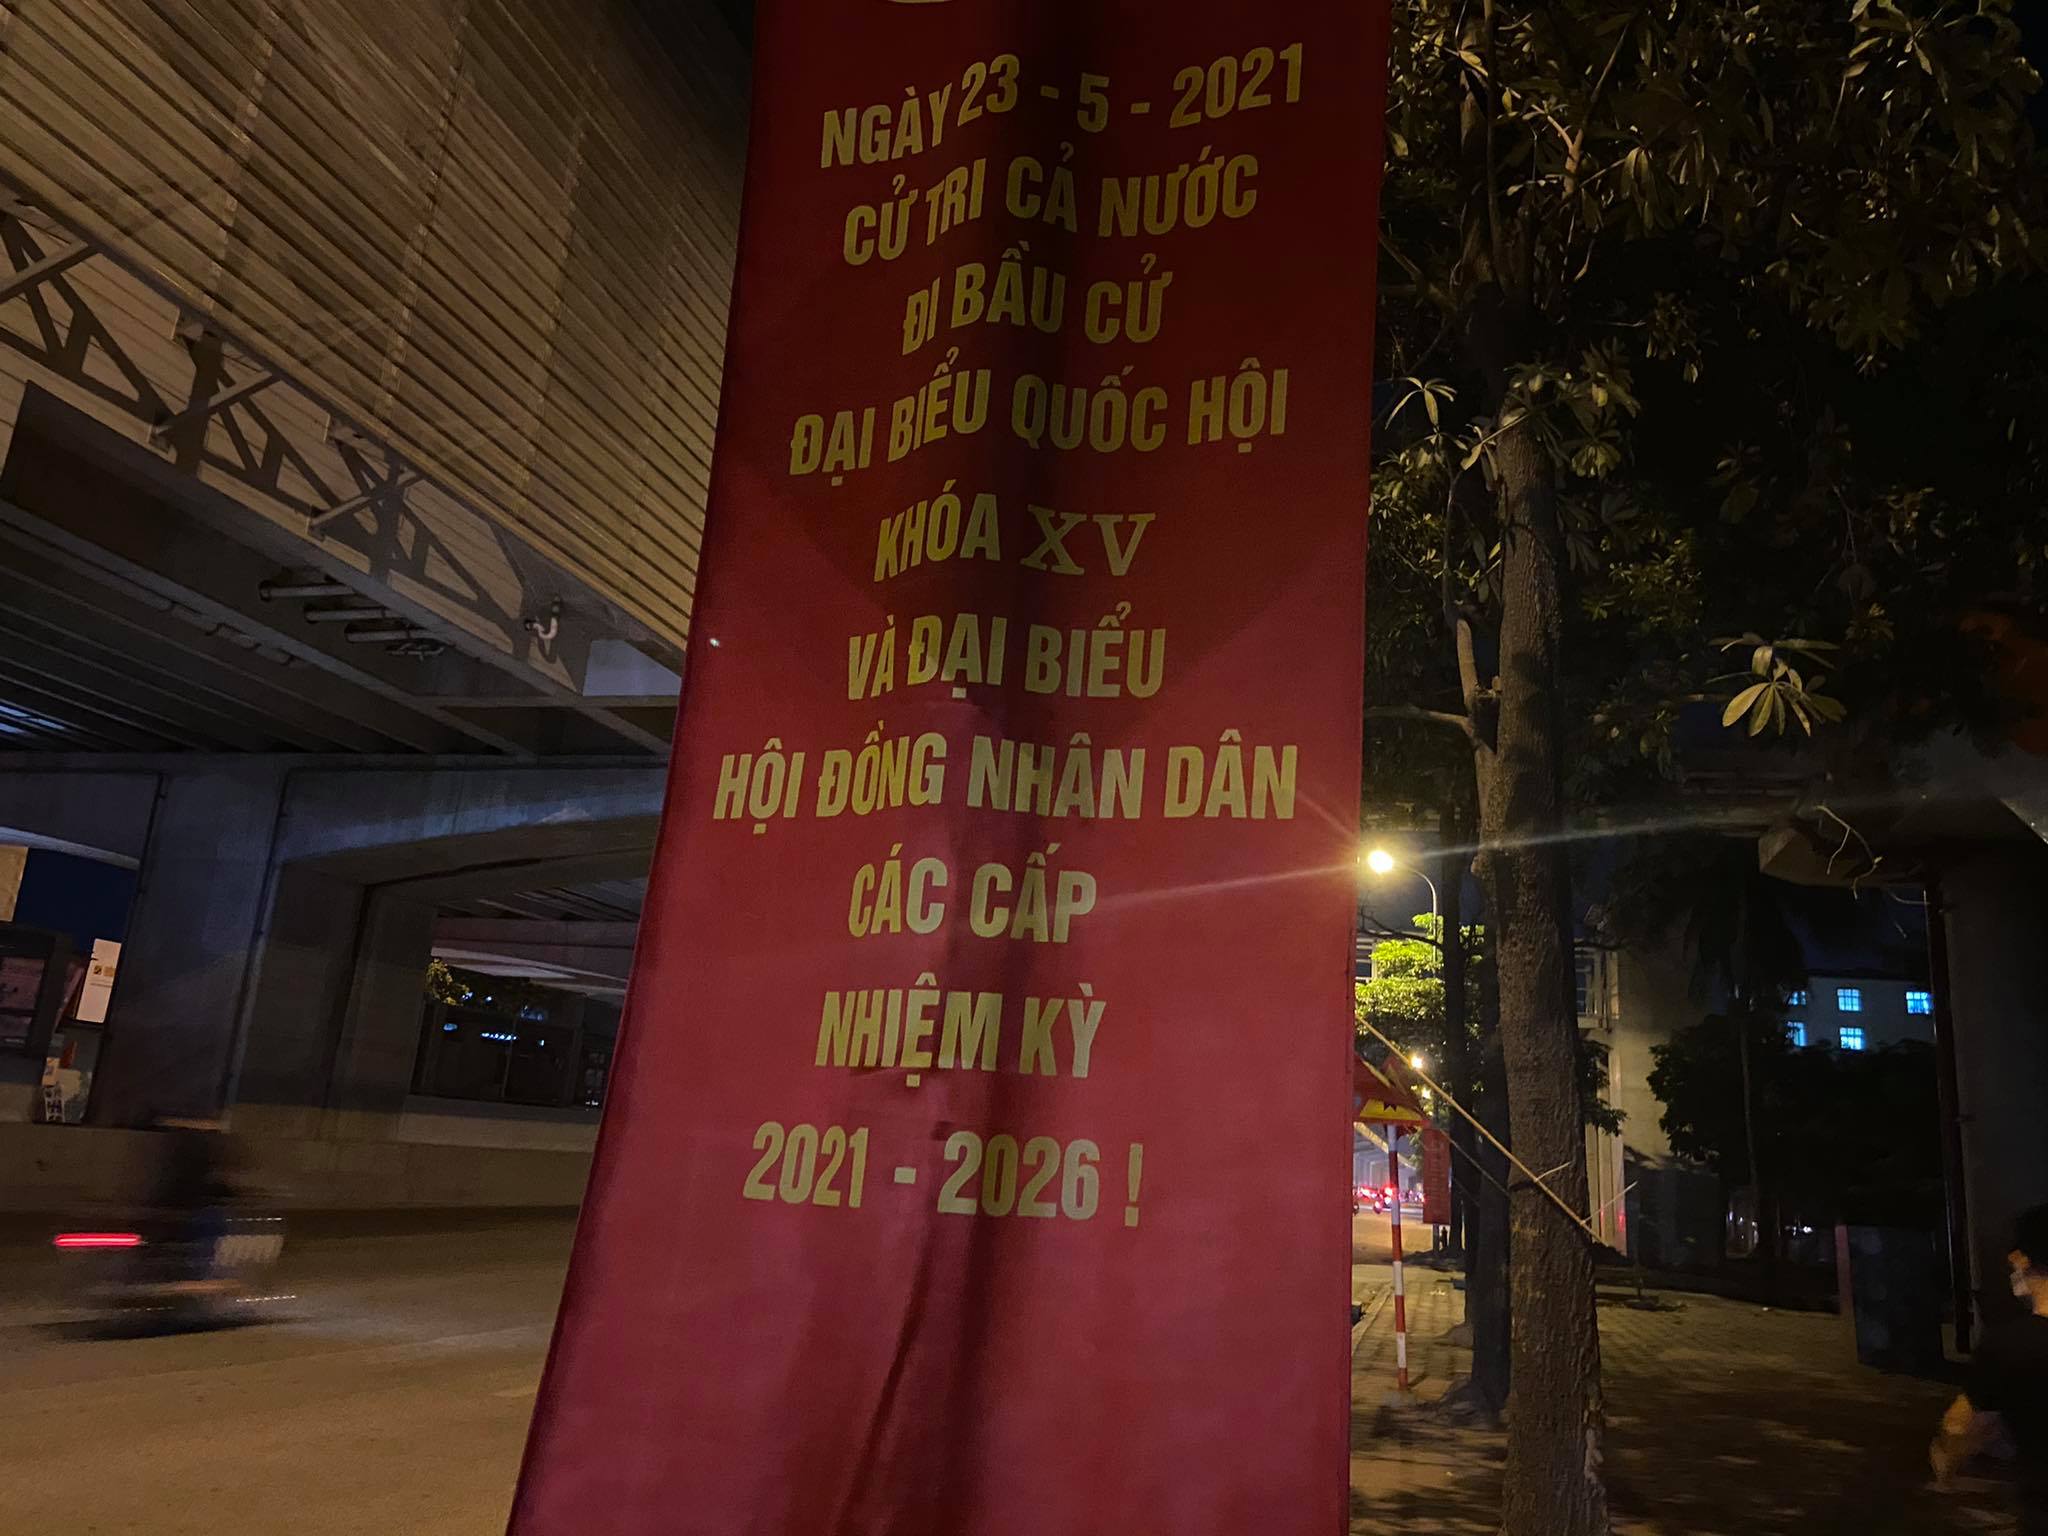 NGÀY 23 - 5 - 2021
CỬ TRI CẢ NƯỚC
ĐI BẦU CỬ
ĐẠI BIỂU QUỐC HỘI
KHÓA XV
VÀ ĐẠI BIỂU
HỘI ĐỒNG NHÂN DÂN
CÁC CẤP
NHIỆM KỲ
2021 - 2026 !